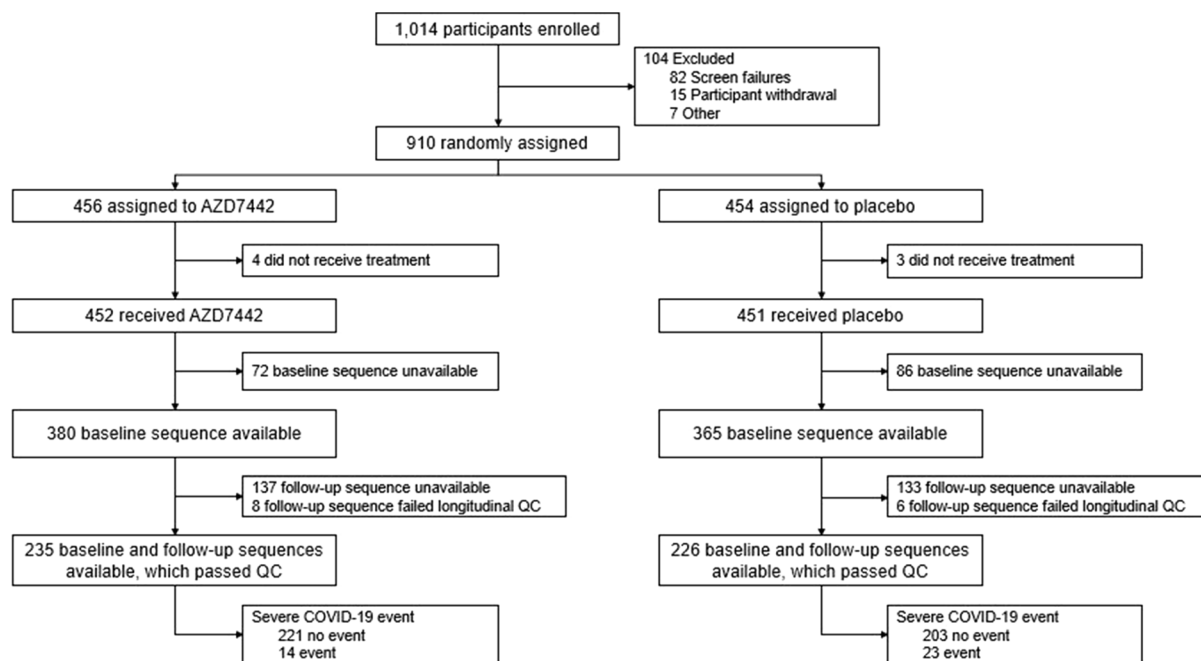 1,014 participants enrolled
104 Excluded
82 Screen failures
15 Participant withdrawal
7 Other
910 randomly assigned
456 assigned to AZD7442
454 assigned to placebo
4 did not receive treatment
3 did not receive treatment
452 received AZD7442
451 received placebo
72 baseline sequence unavailable
86 baseline sequence unavailable
380 baseline sequence available
365 baseline sequence available
137 follow-up sequence unavailable
8 follow-up sequence failed longitudinal QC
133 follow-up sequence unavailable
6 follow-up sequence failed longitudinal QC
235 baseline and follow-up sequences
available, which passed QC
226 baseline and follow-up sequences
available, which passed QC
Severe COVID-19 event
221 no event
14 event
Severe COVID-19 event
203 no event
23 event